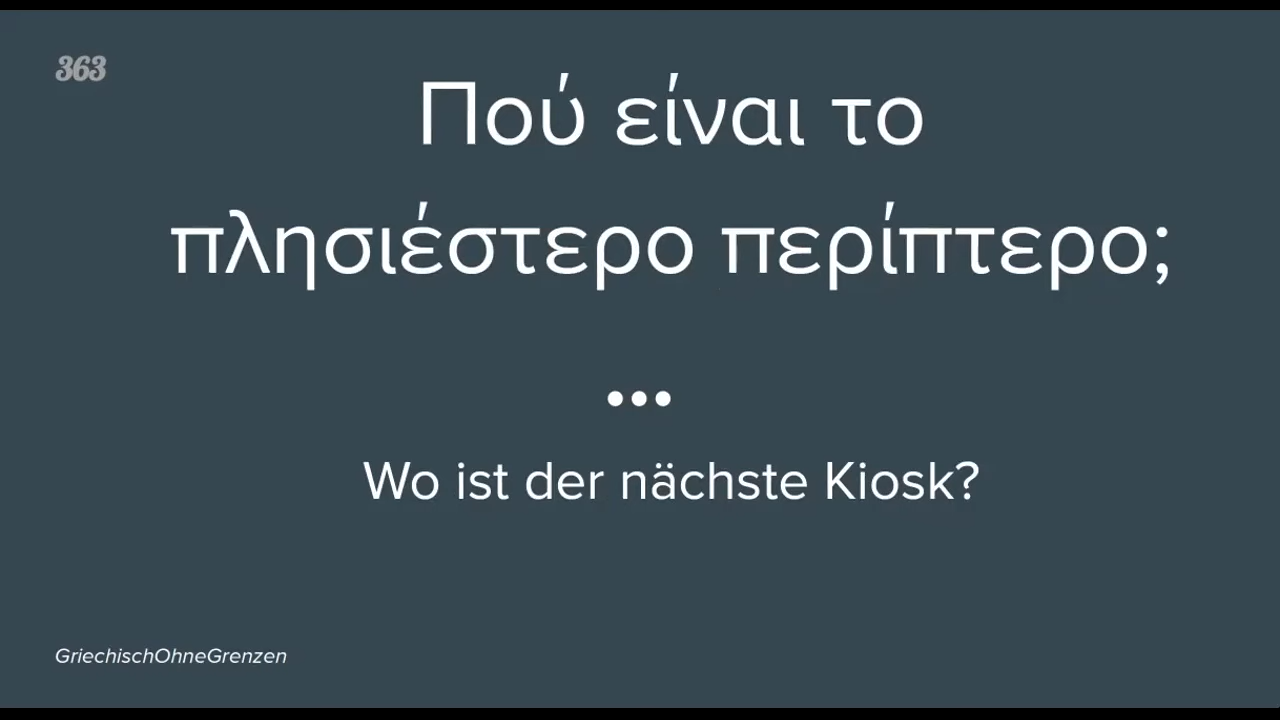 363
Πού είναι το
πλησιέστερο περίπτερο;
...
Wo ist der nächste Kiosk?
GriechischOhneGrenzen